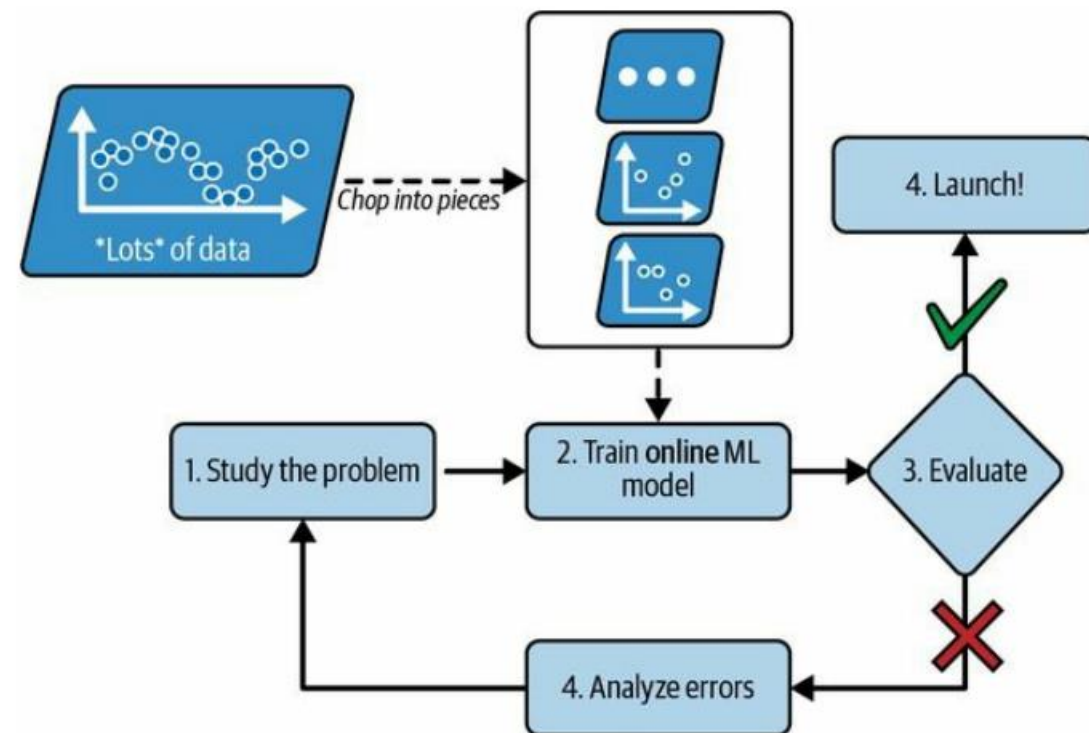 *Lots* of data
Chop into pieces
4. Launch!
1. Study the problem
2. Train online ML
model
3. Evaluate
4. Analyze errors